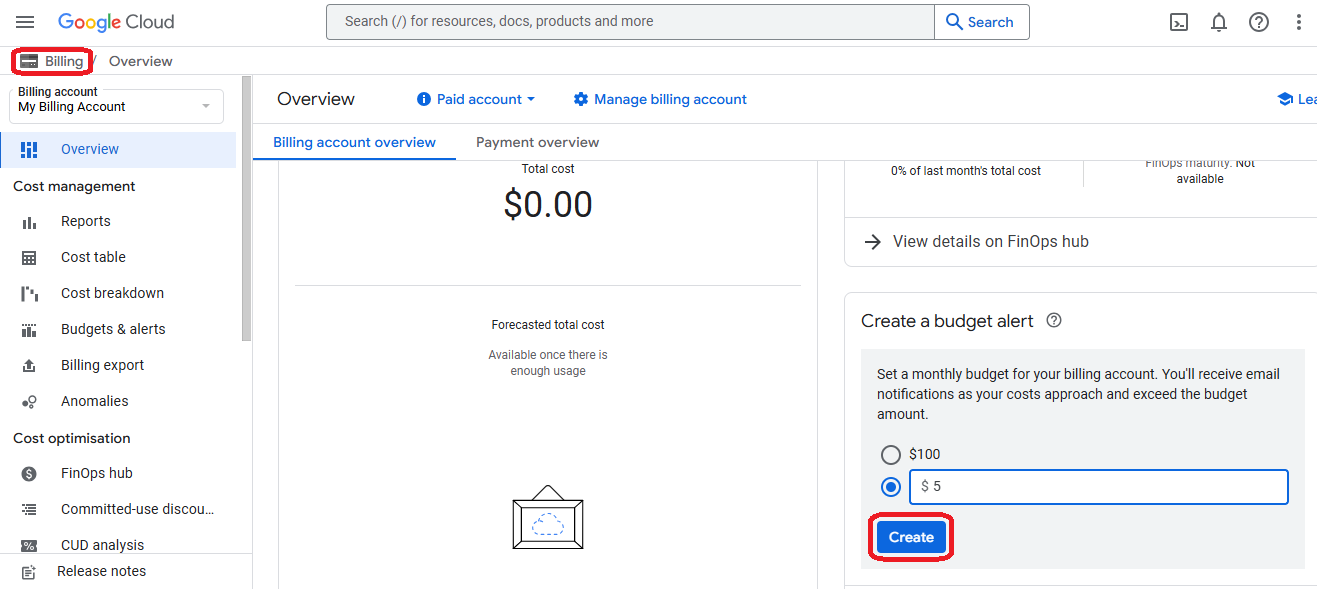 Google Cloud
Search (/) for resources, docs, products and more
Search
Billing / Overview
Billing account
My Billing Account
Overview
Cost management
Reports
Cost table
Cost breakdown
Budgets & alerts
Billing export
Anomalies
Cost optimisation
FinOps hub
Committed-use discou...
CUD analysis
Release notes
Overview
Paid account
Manage billing account
Lea
Billing account overview
Payment overview
Total cost
$0.00
Forecasted total cost
Available once there is
enough usage
0% of last month's total cost
FinOps maturity: Not
available
View details on FinOps hub
Create a budget alert
Set a monthly budget for your billing account. You'll receive email
notifications as your costs approach and exceed the budget
amount.
$100
$ 5
Create